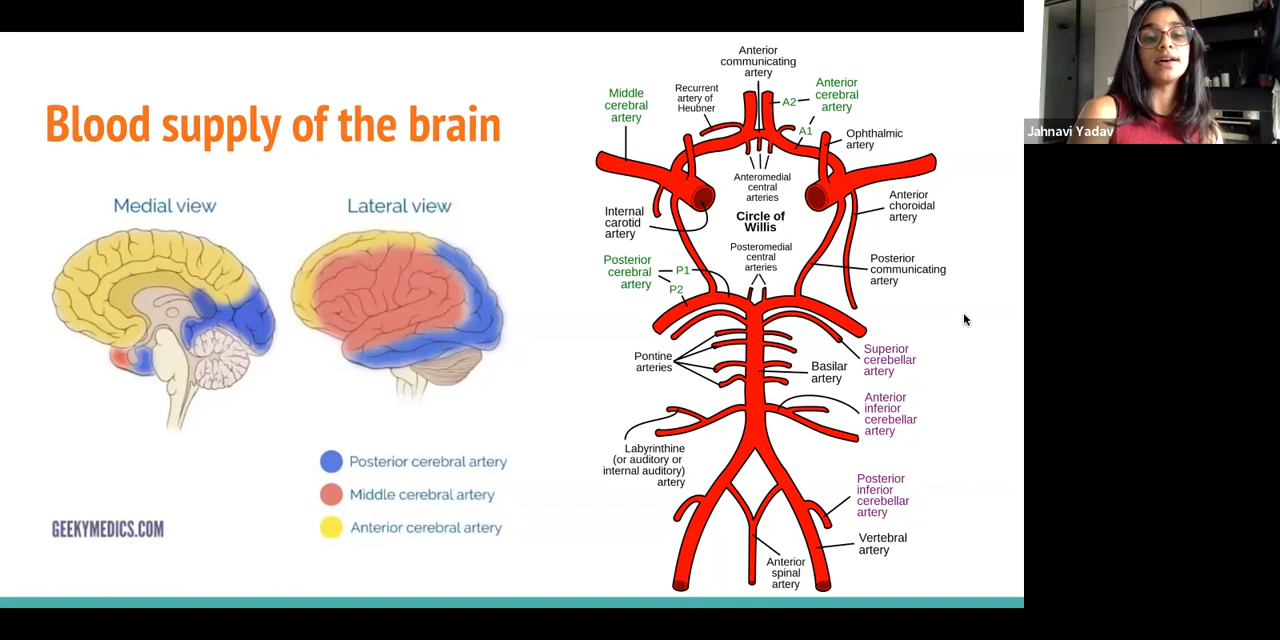 Blood supply of the brain
Medial view
Lateral view
Posterior cerebral artery
Middle cerebral artery
Anterior cerebral artery
GEEKYMEDICS.COM
Anterior
communicating
artery
Middle
cerebral
artery
Recurrent
artery of
Heubner
A2
Anterior
cerebral
artery
A1
Ophthalmic
artery
Anteromedial
central
arteries
Internal
carotid
artery
Circle of
Willis
Anterior
choroidal
artery
Posteromedial
central
arteries
Posterior
cerebral
artery
P1
P2
Posterior
communicating
artery
Pontine
arteries
Basilar
artery
Superior
cerebellar
artery
Anterior
inferior
cerebellar
artery
Labyrinthine
(or auditory or
internal auditory)
artery
Posterior
inferior
cerebellar
artery
Vertebral
artery
Anterior
spinal
artery
Jahnavi Yadav